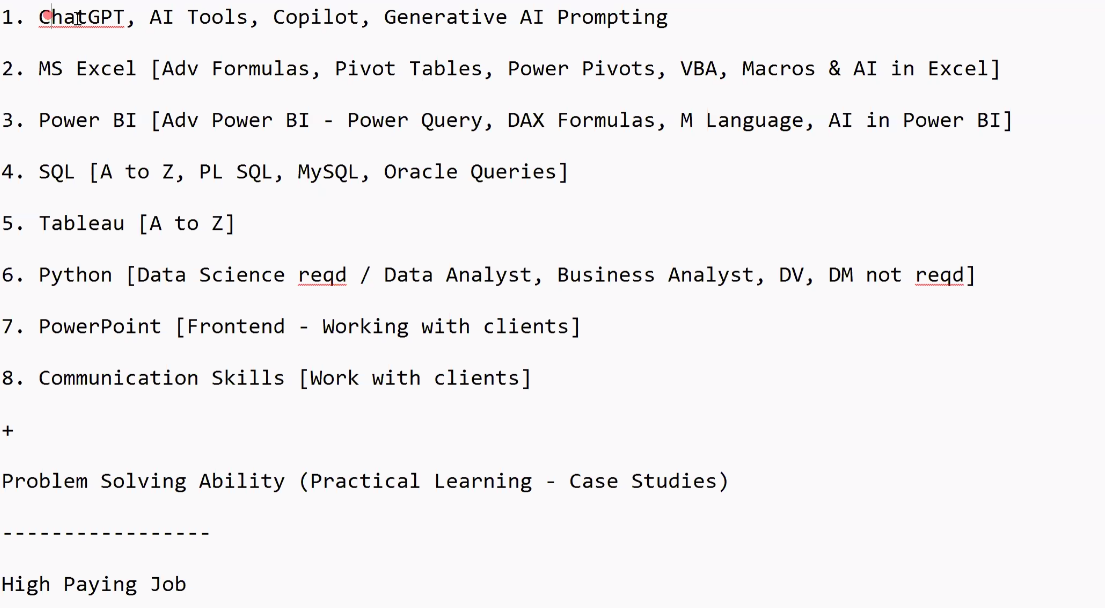 1. ChatGPT, AI Tools, Copilot, Generative AI Prompting
2. MS Excel [Adv Formulas, Pivot Tables, Power Pivots, VBA, Macros & AI in Excel]
3. Power BI [Adv Power BI - Power Query, DAX Formulas, M Language, AI in Power BI]
4. SQL [A to Z, PL SQL, MySQL, Oracle Queries]
5. Tableau [A to Z]
6. Python [Data Science reqd / Data Analyst, Business Analyst, DV, DM not reqd]
7. PowerPoint [Frontend - Working with clients]
8. Communication Skills [Work with clients]
+
Problem Solving Ability (Practical Learning - Case Studies)
-----------------
High Paying Job